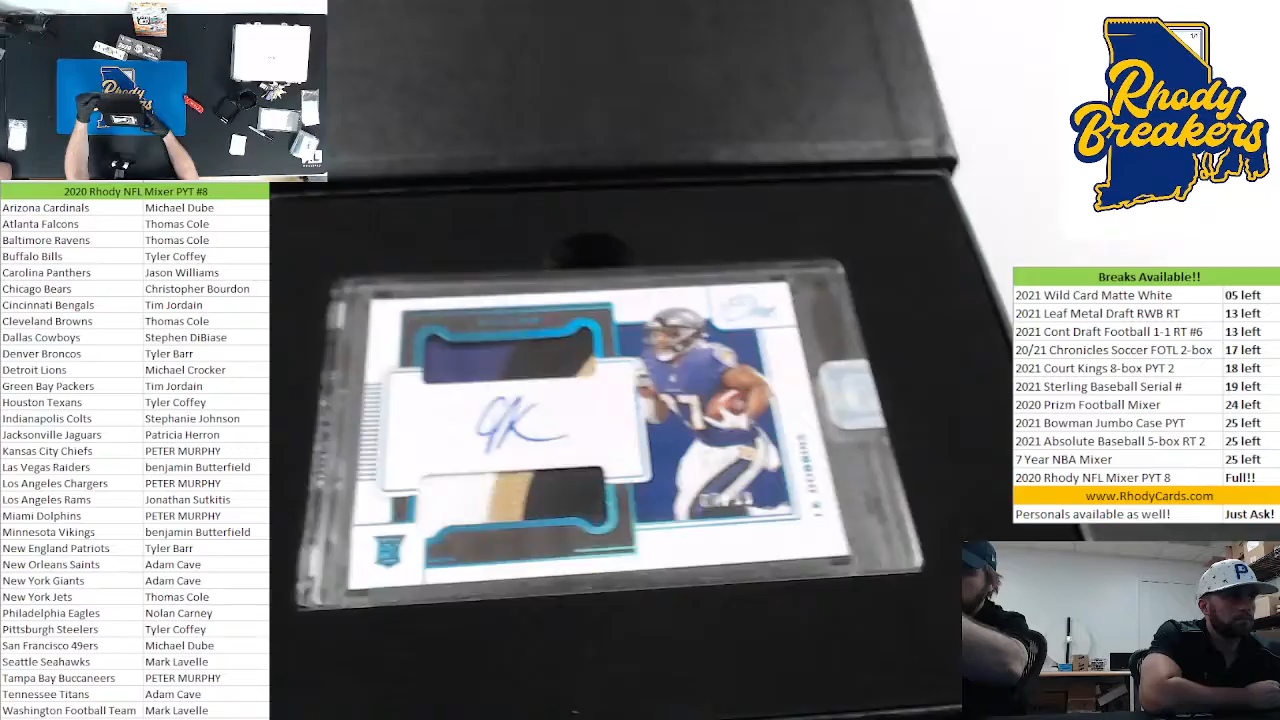 2020 Rhody NFL Mixer PYT #8
Arizona Cardinals Michael Dube
Atlanta Falcons Thomas Cole
Baltimore Ravens Thomas Cole
Buffalo Bills Tyler Coffey
Carolina Panthers Jason Williams
Chicago Bears Christopher Bourdon
Cincinnati Bengals Tim Jordain
Cleveland Browns Thomas Cole
Dallas Cowboys Stephen DiBiase
Denver Broncos Tyler Barr
Detroit Lions Michael Crocker
Green Bay Packers Tim Jordain
Houston Texans Tyler Coffey
Indianapolis Colts Stephanie Johnson
Jacksonville Jaguars Patricia Herron
Kansas City Chiefs PETER MURPHY
Las Vegas Raiders benjamin Butterfield
Los Angeles Chargers PETER MURPHY
Los Angeles Rams Jonathan Sutkitis
Miami Dolphins PETER MURPHY
Minnesota Vikings benjamin Butterfield
New England Patriots Tyler Barr
New Orleans Saints Adam Cave
New York Giants Adam Cave
New York Jets Thomas Cole
Philadelphia Eagles Nolan Carney
Pittsburgh Steelers Tyler Coffey
San Francisco 49ers Michael Dube
Seattle Seahawks Mark Lavelle
Tampa Bay Buccaneers PETER MURPHY
Tennessee Titans Adam Cave
Washington Football Team Mark Lavelle
Rhody
Breakers
Rhody
Breakers
Breaks Available!!
2021 Wild Card Matte White 05 left
2021 Leaf Metal Draft RWB RT 13 left
2021 Cont Draft Football 1-1 RT #6 13 left
20/21 Chronicles Soccer FOTL 2-box 17 left
2021 Court Kings 8-box PYT 2 18 left
2021 Sterling Baseball Serial # 19 left
2020 Prizm Football Mixer 24 left
2021 Bowman Jumbo Case PYT 25 left
2021 Absolute Baseball 5-box RT 2 25 left
7 Year NBA Mixer 25 left
2020 Rhody NFL Mixer PYT 8 Full!!
www.RhodyCards.com
Personals available as well! Just Ask!
P